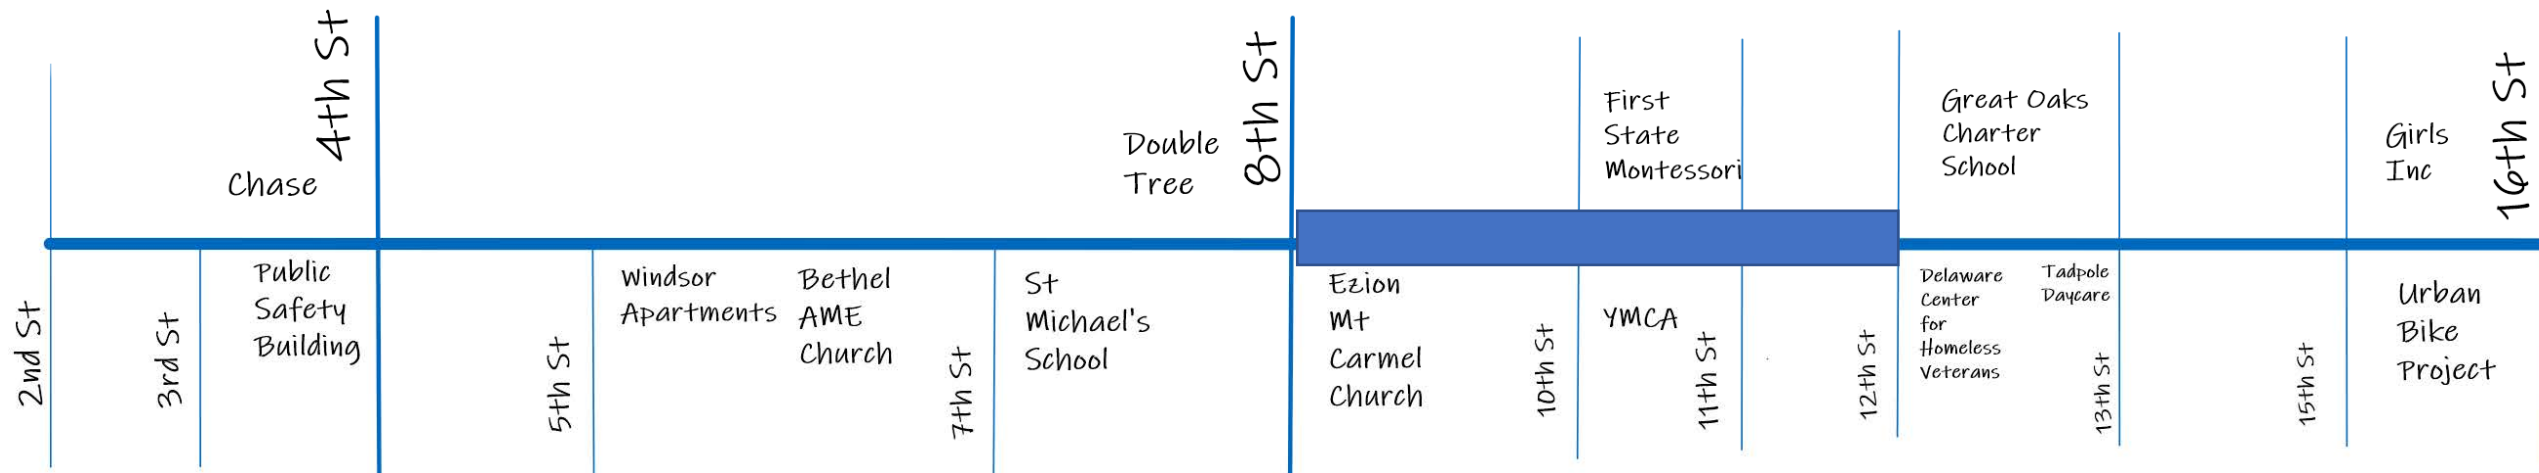 2nd St
3rd St
Chase
4th St
Public
Safety
Building
5th St
Windsor
Apartments
Bethel
AME
Church
7th St
Double
Tree
St
Michael's
School
8th St
Ezion
Mt
Carmel
Church
10th St
First
State
Montessori
YMCA
11th St
12th St
Great Oaks
Charter
School
Delaware
Center
for
Homeless
Veterans
Tadpole
Daycare
13th St
15th St
Girls
Inc
Urban
Bike
Project
16th St